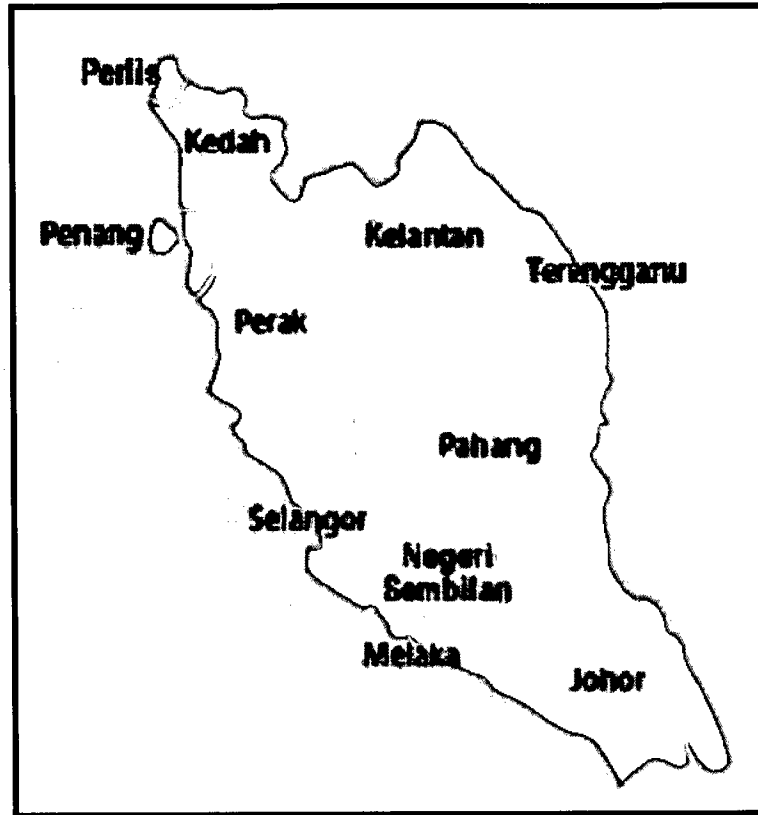 Perlis
Kedah
Penang
Kelantan
Terengganu
Perak
Pahang
Selangor
Negeri
Sembilan
Melaka
Johor